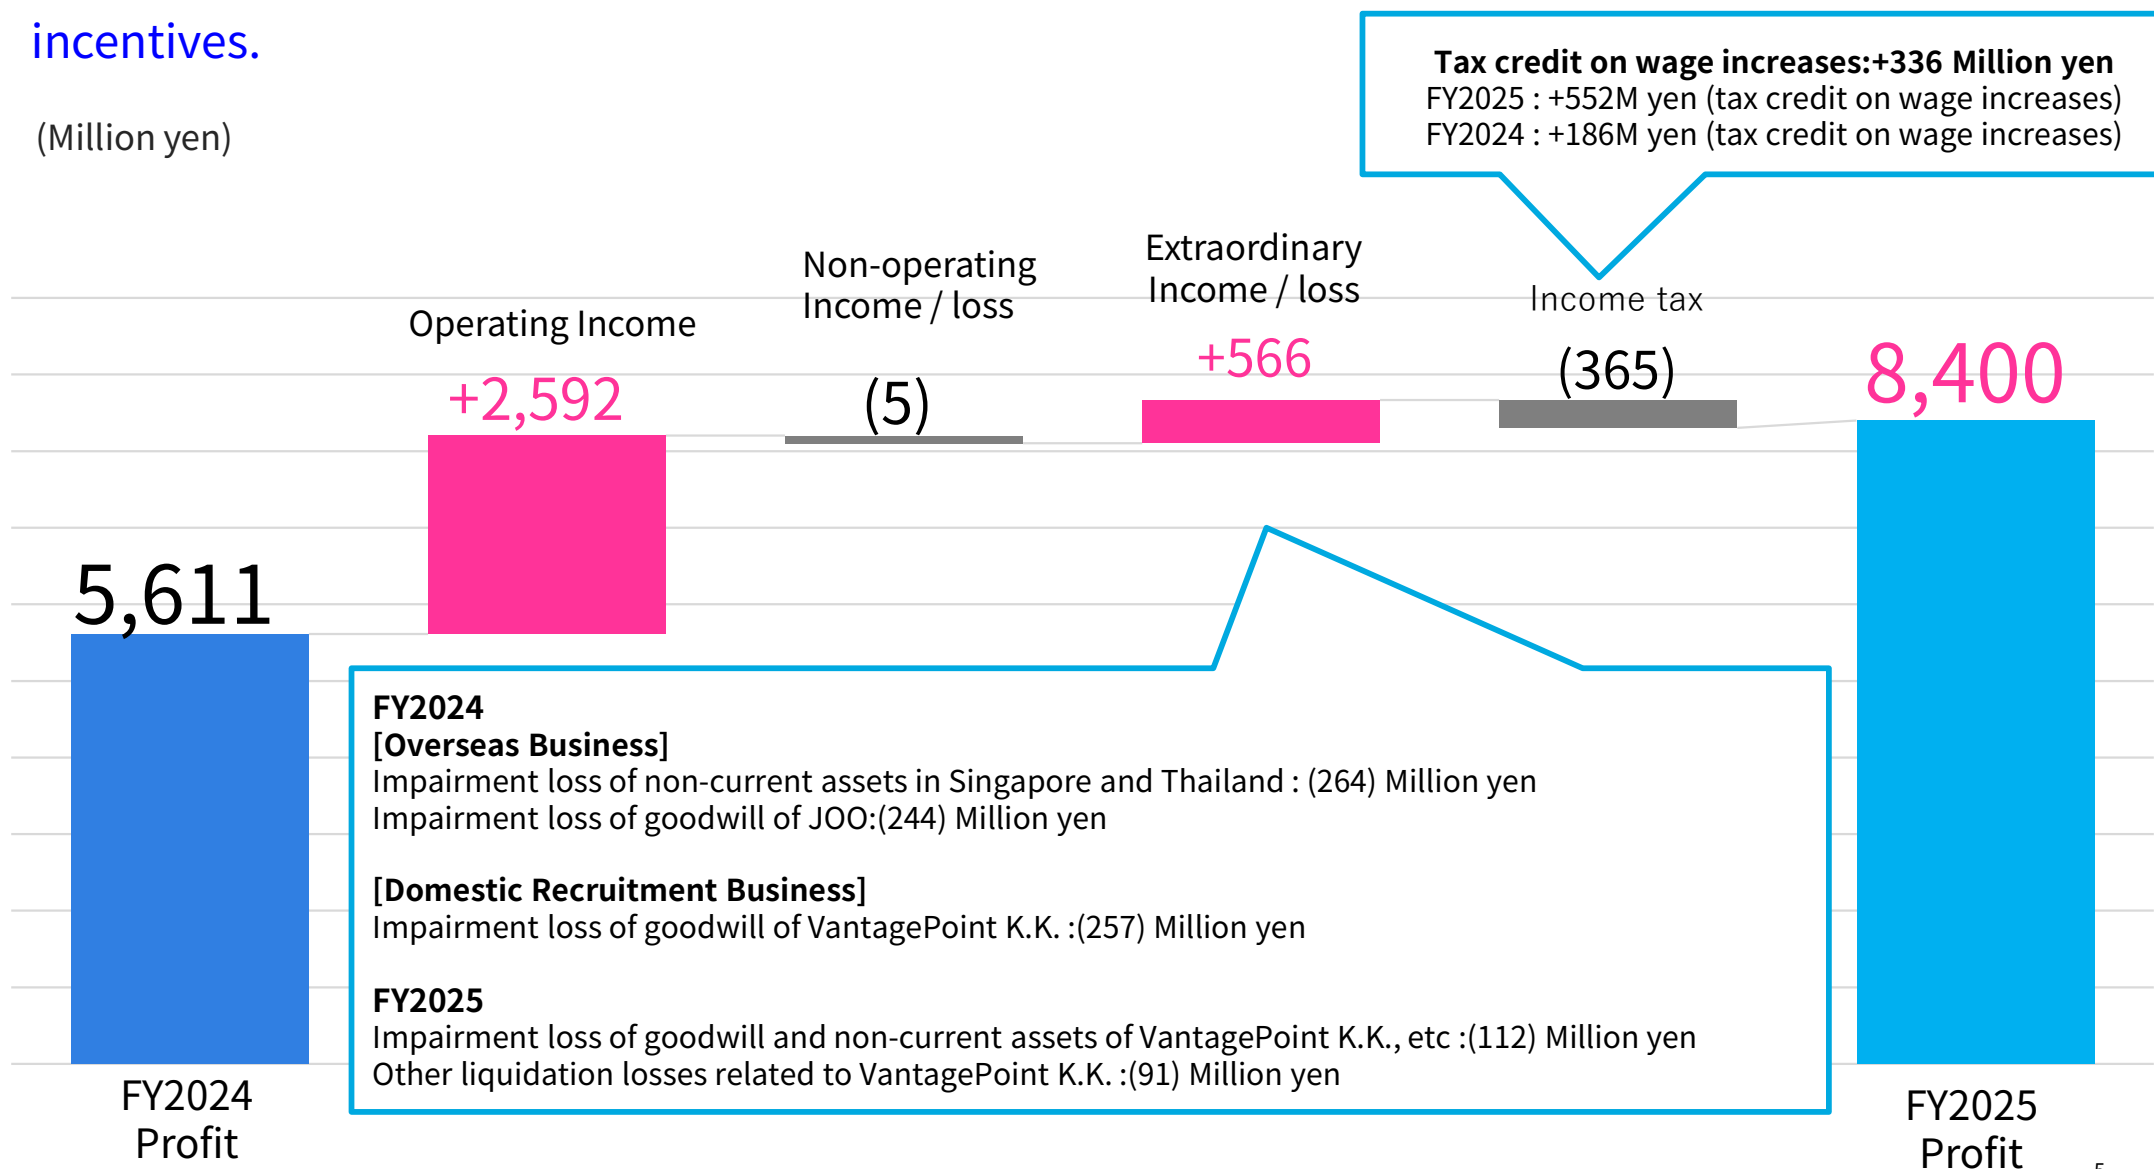 incentives.
(Million yen)
Tax credit on wage increases:+336 Million yen
FY2025 : +552M yen (tax credit on wage increases)
FY2024 : +186M yen (tax credit on wage increases)
Operating Income
+2,592
Non-operating
Income / loss
(5)
Extraordinary
Income / loss
+566
Income tax
(365)
8,400
5,611
FY2024
[Overseas Business]
Impairment loss of non-current assets in Singapore and Thailand : (264) Million yen
Impairment loss of goodwill of JOO:(244) Million yen
[Domestic Recruitment Business]
Impairment loss of goodwill of VantagePoint K.K. :(257) Million yen
FY2025
Impairment loss of goodwill and non-current assets of VantagePoint K.K., etc :(112) Million yen
Other liquidation losses related to VantagePoint K.K. :(91) Million yen
FY2024
Profit
FY2025
Profit